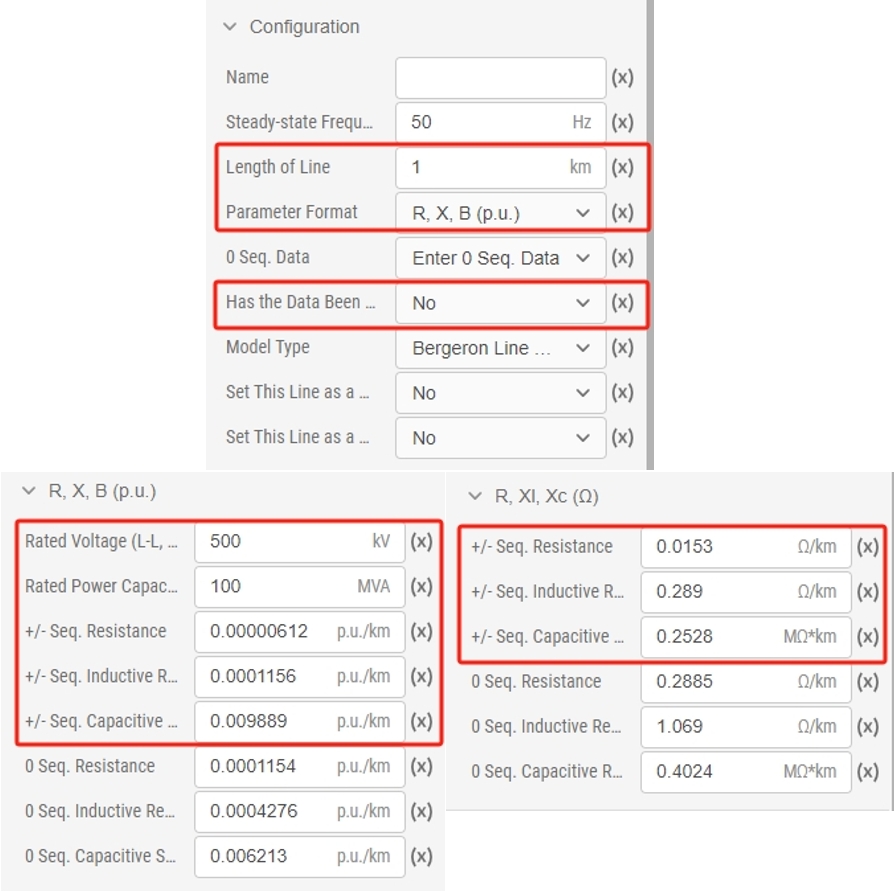 Configuration
Name (x)
Steady-state Frequ... 50 Hz (x)
Length of Line 1 km (x)
Parameter Format R, X, B (p.u.) (x)
0 Seq. Data Enter 0 Seq. Data (x)
Has the Data Been ... No (x)
Model Type Bergeron Line ... (x)
Set This Line as a ... No (x)
Set This Line as a ... No (x)
R, X, B (p.u.)
Rated Voltage (L-L, ... 500 kV (x)
Rated Power Capac... 100 MVA (x)
+/- Seq. Resistance 0.00000612 p.u./km (x)
+/- Seq. Inductive R... 0.0001156 p.u./km (x)
+/- Seq. Capacitive ... 0.009889 p.u./km (x)
0 Seq. Resistance 0.0001154 p.u./km (x)
0 Seq. Inductive Re... 0.0004276 p.u./km (x)
0 Seq. Capacitive S... 0.006213 p.u./km (x)
R, Xl, Xc (Ω)
+/- Seq. Resistance 0.0153 Ω/km (x)
+/- Seq. Inductive R... 0.289 Ω/km (x)
+/- Seq. Capacitive ... 0.2528 MΩ*km (x)
0 Seq. Resistance 0.2885 Ω/km (x)
0 Seq. Inductive Re... 1.069 Ω/km (x)
0 Seq. Capacitive R... 0.4024 MΩ*km (x)